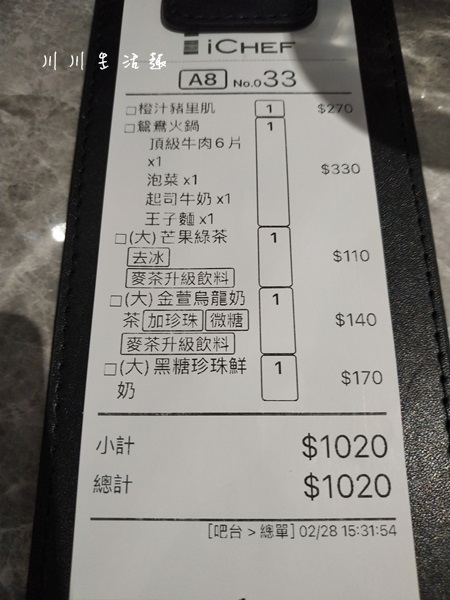 川川生活趣
iCHEF
A8 No.033
□橙汁豬里肌 1 $270
□鴛鴦火鍋 1
頂級牛肉6片
x1 $330
泡菜 x1
起司牛奶 x1
王子麵 x1
□(大) 芒果綠茶 1
去冰 $110
麥茶升級飲料
□(大) 金萱烏龍奶 1
茶 加珍珠 微糖 $140
麥茶升級飲料
□(大) 黑糖珍珠鮮 1
奶 $170
小計 $1020
總計 $1020
[吧台 > 總單] 02/28 15:31:54